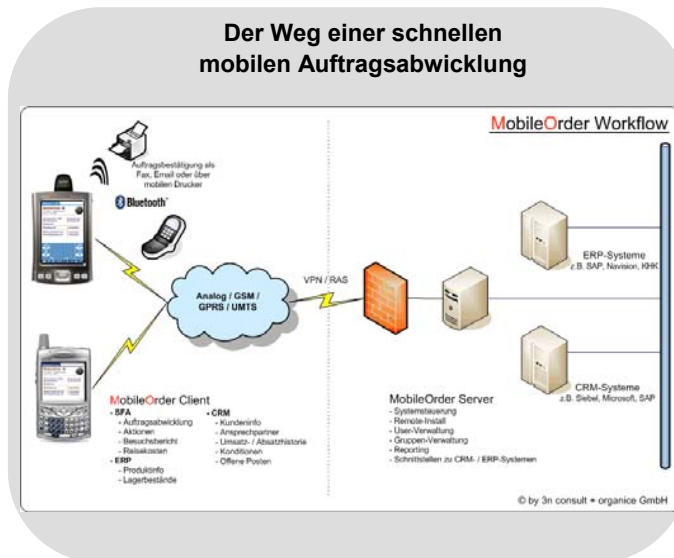 Der Weg einer schnellen
mobilen Auftragsabwicklung
MobileOrder Workflow
Auftragsbestätigung als
Fax, Email oder über
mobilen Drucker
Bluetooth
Analog / GSM /
GPRS / UMTS
VPN / RAS
ERP-Systeme
z.B. SAP, Navision, KHK
CRM-Systeme
z.B. Siebel, Microsoft, SAP
MobileOrder Client
- SFA
- Auftragsabwicklung
- Aktionen
- Besuchsbericht
- Reisekosten
- ERP
- Produktinfo
- Lagerbestände
- CRM
- Kundeninfo
- Ansprechpartner
- Umsatz- / Absatzhistorie
- Konditionen
- Offene Posten
MobileOrder Server
- Systemsteuerung
- Remote-Install
- User-Verwaltung
- Gruppen-Verwaltung
- Reporting
- Schnittstellen zu CRM- / ERP-Systemen
© by 3n consult + organice GmbH